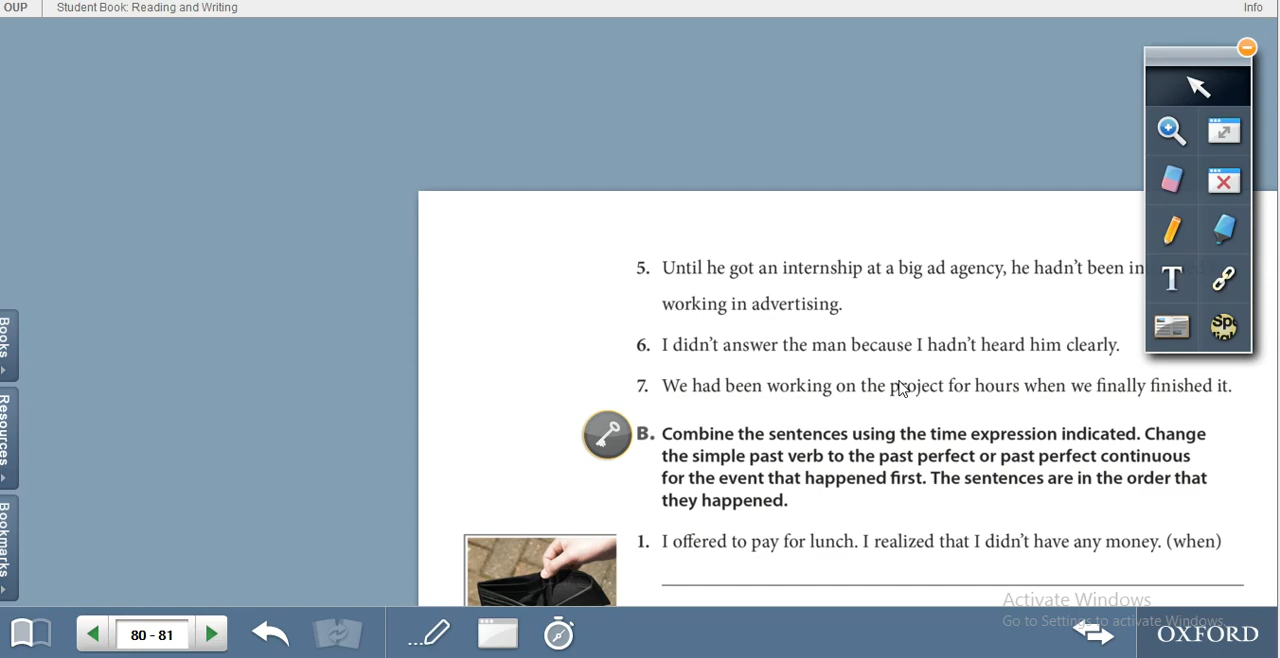 OUP Student Book: Reading and Writing Info
5. Until he got an internship at a big ad agency, he hadn't been in
working in advertising.
6. I didn't answer the man because I hadn't heard him clearly.
7. We had been working on the project for hours when we finally finished it.
B. Combine the sentences using the time expression indicated. Change
the simple past verb to the past perfect or past perfect continuous
for the event that happened first. The sentences are in the order that
they happened.
1. I offered to pay for lunch. I realized that I didn't have any money. (when)
Books
Resources
Bookmarks
T
Activate Windows
Go to Settings to activate Windows.
80 - 81
OXFORD